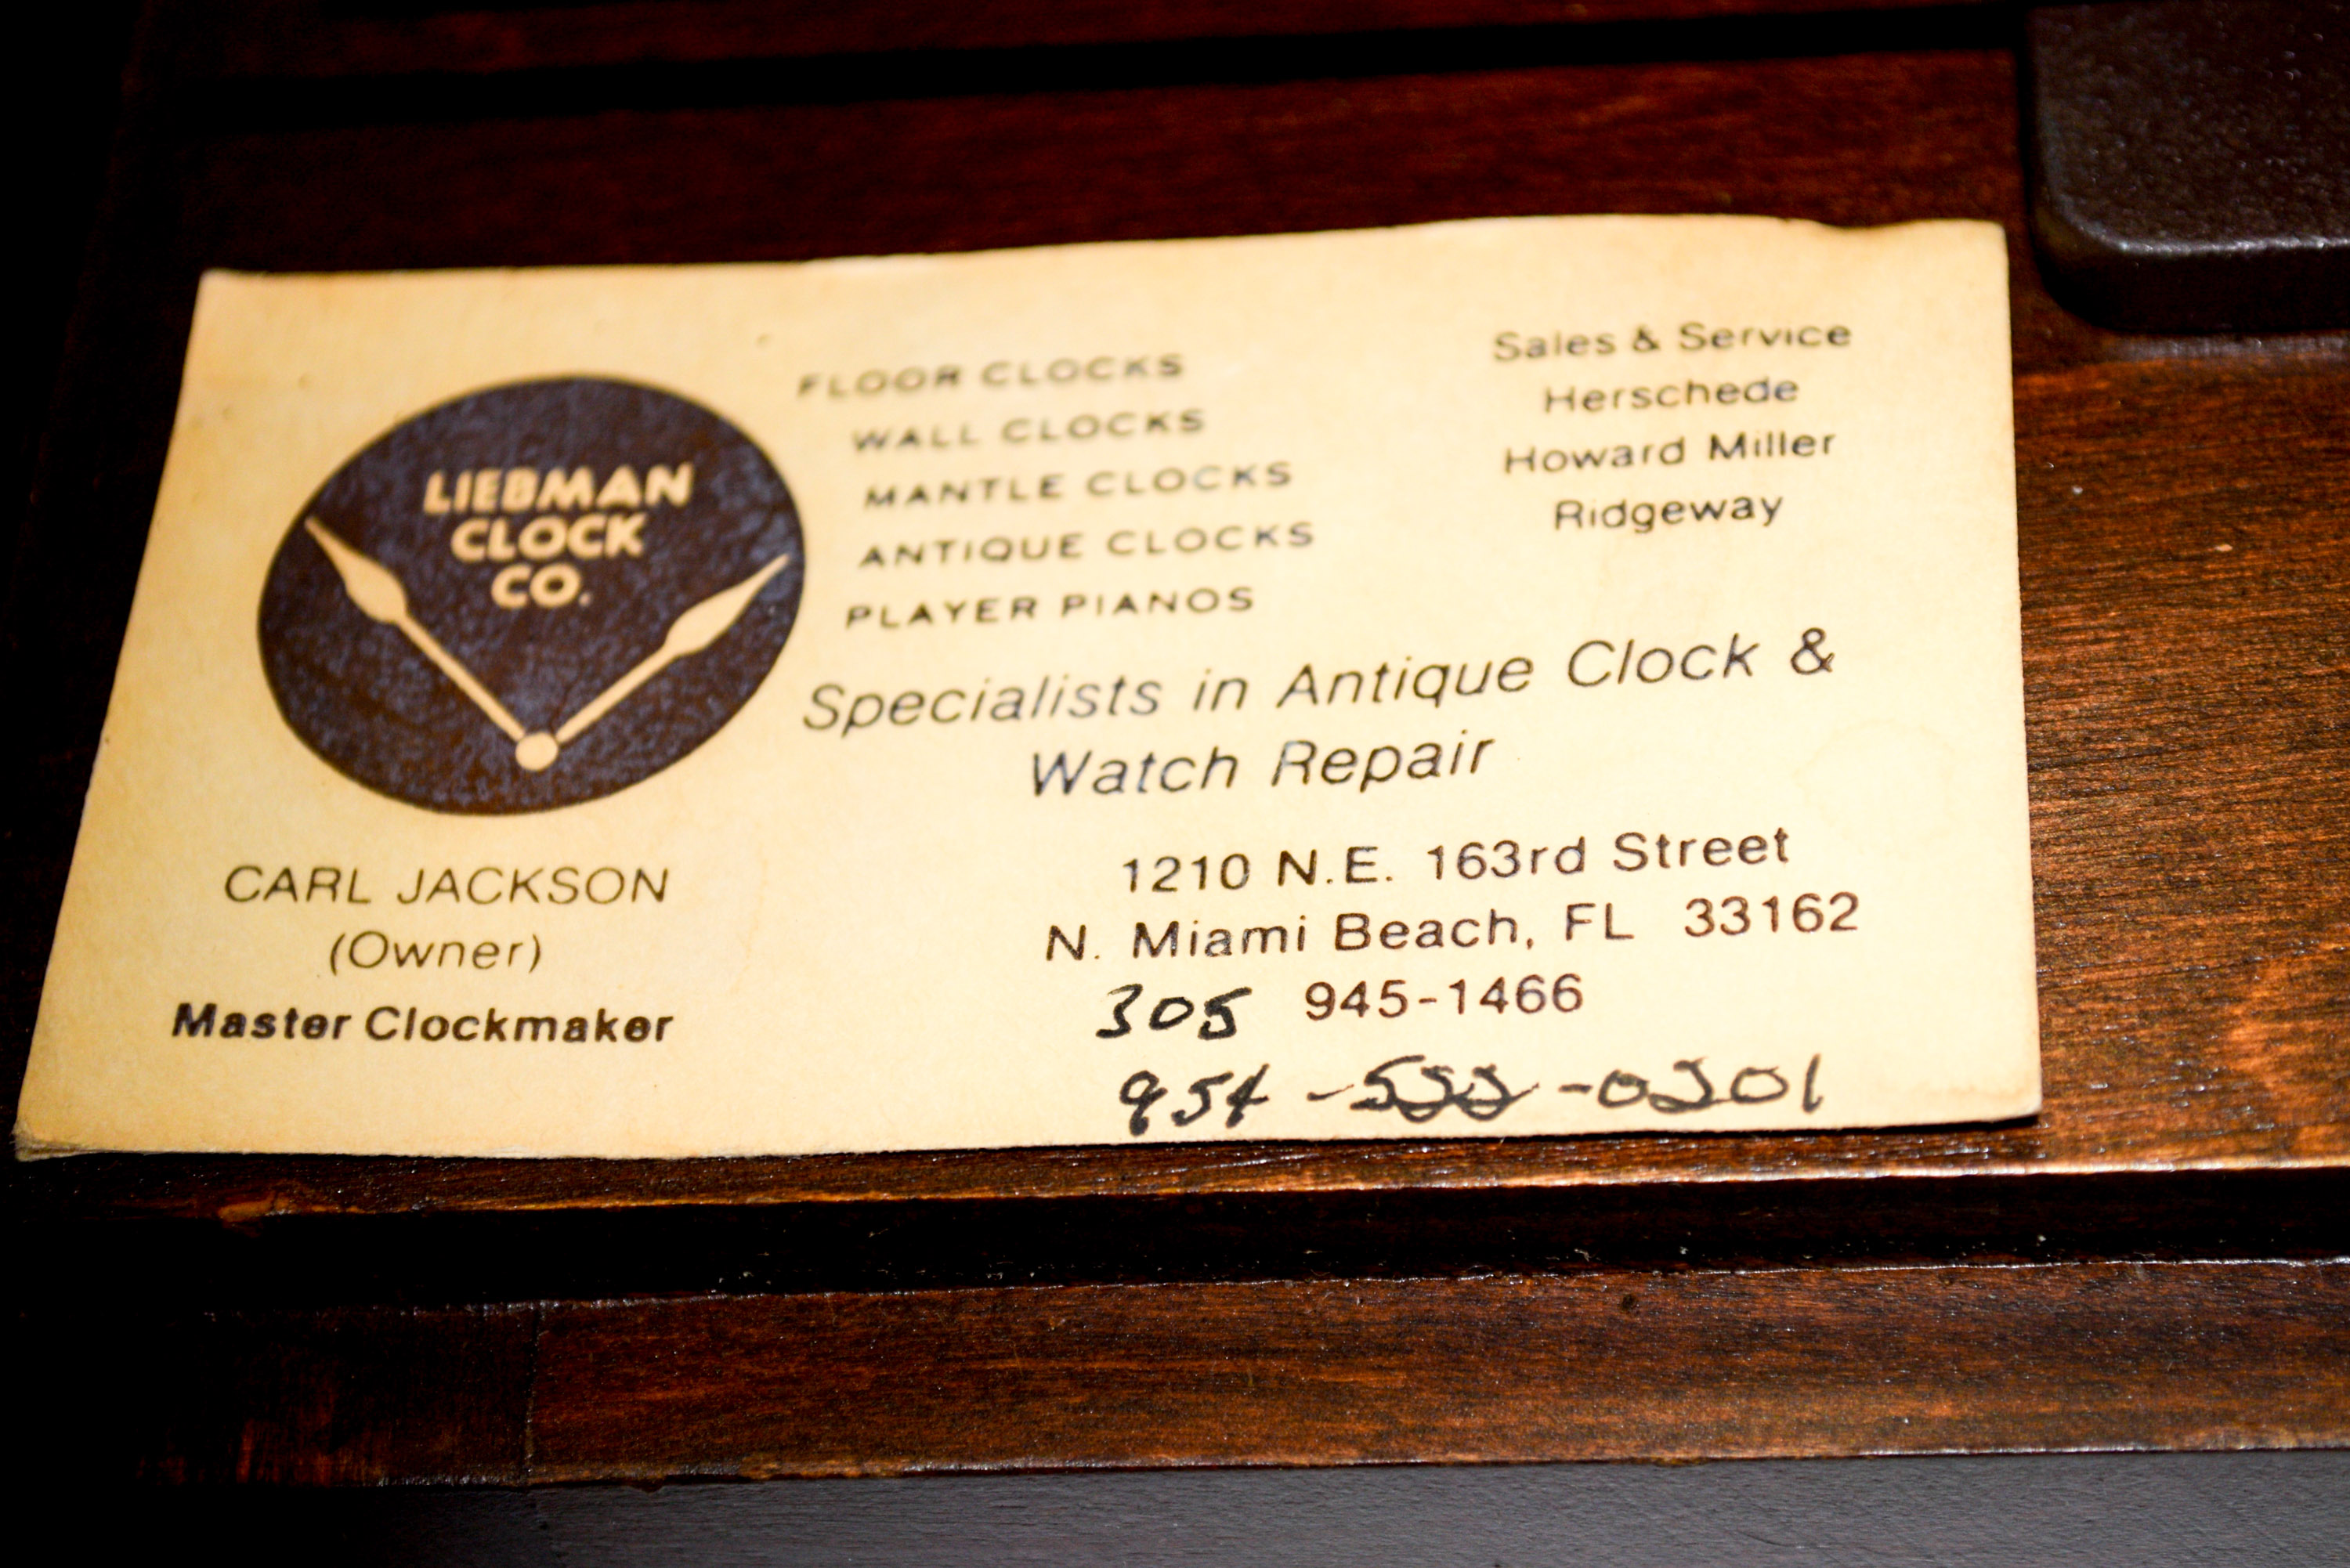 LIEBMAN
CLOCK
CO.
FLOOR CLOCKS
WALL CLOCKS
MANTLE CLOCKS
ANTIQUE CLOCKS
PLAYER PIANOS
Sales & Service
Herschede
Howard Miller
Ridgeway
Specialists in Antique Clock &
Watch Repair
CARL JACKSON
(Owner)
Master Clockmaker
1210 N.E. 163rd Street
N. Miami Beach, FL 33162
305 945-1466
954